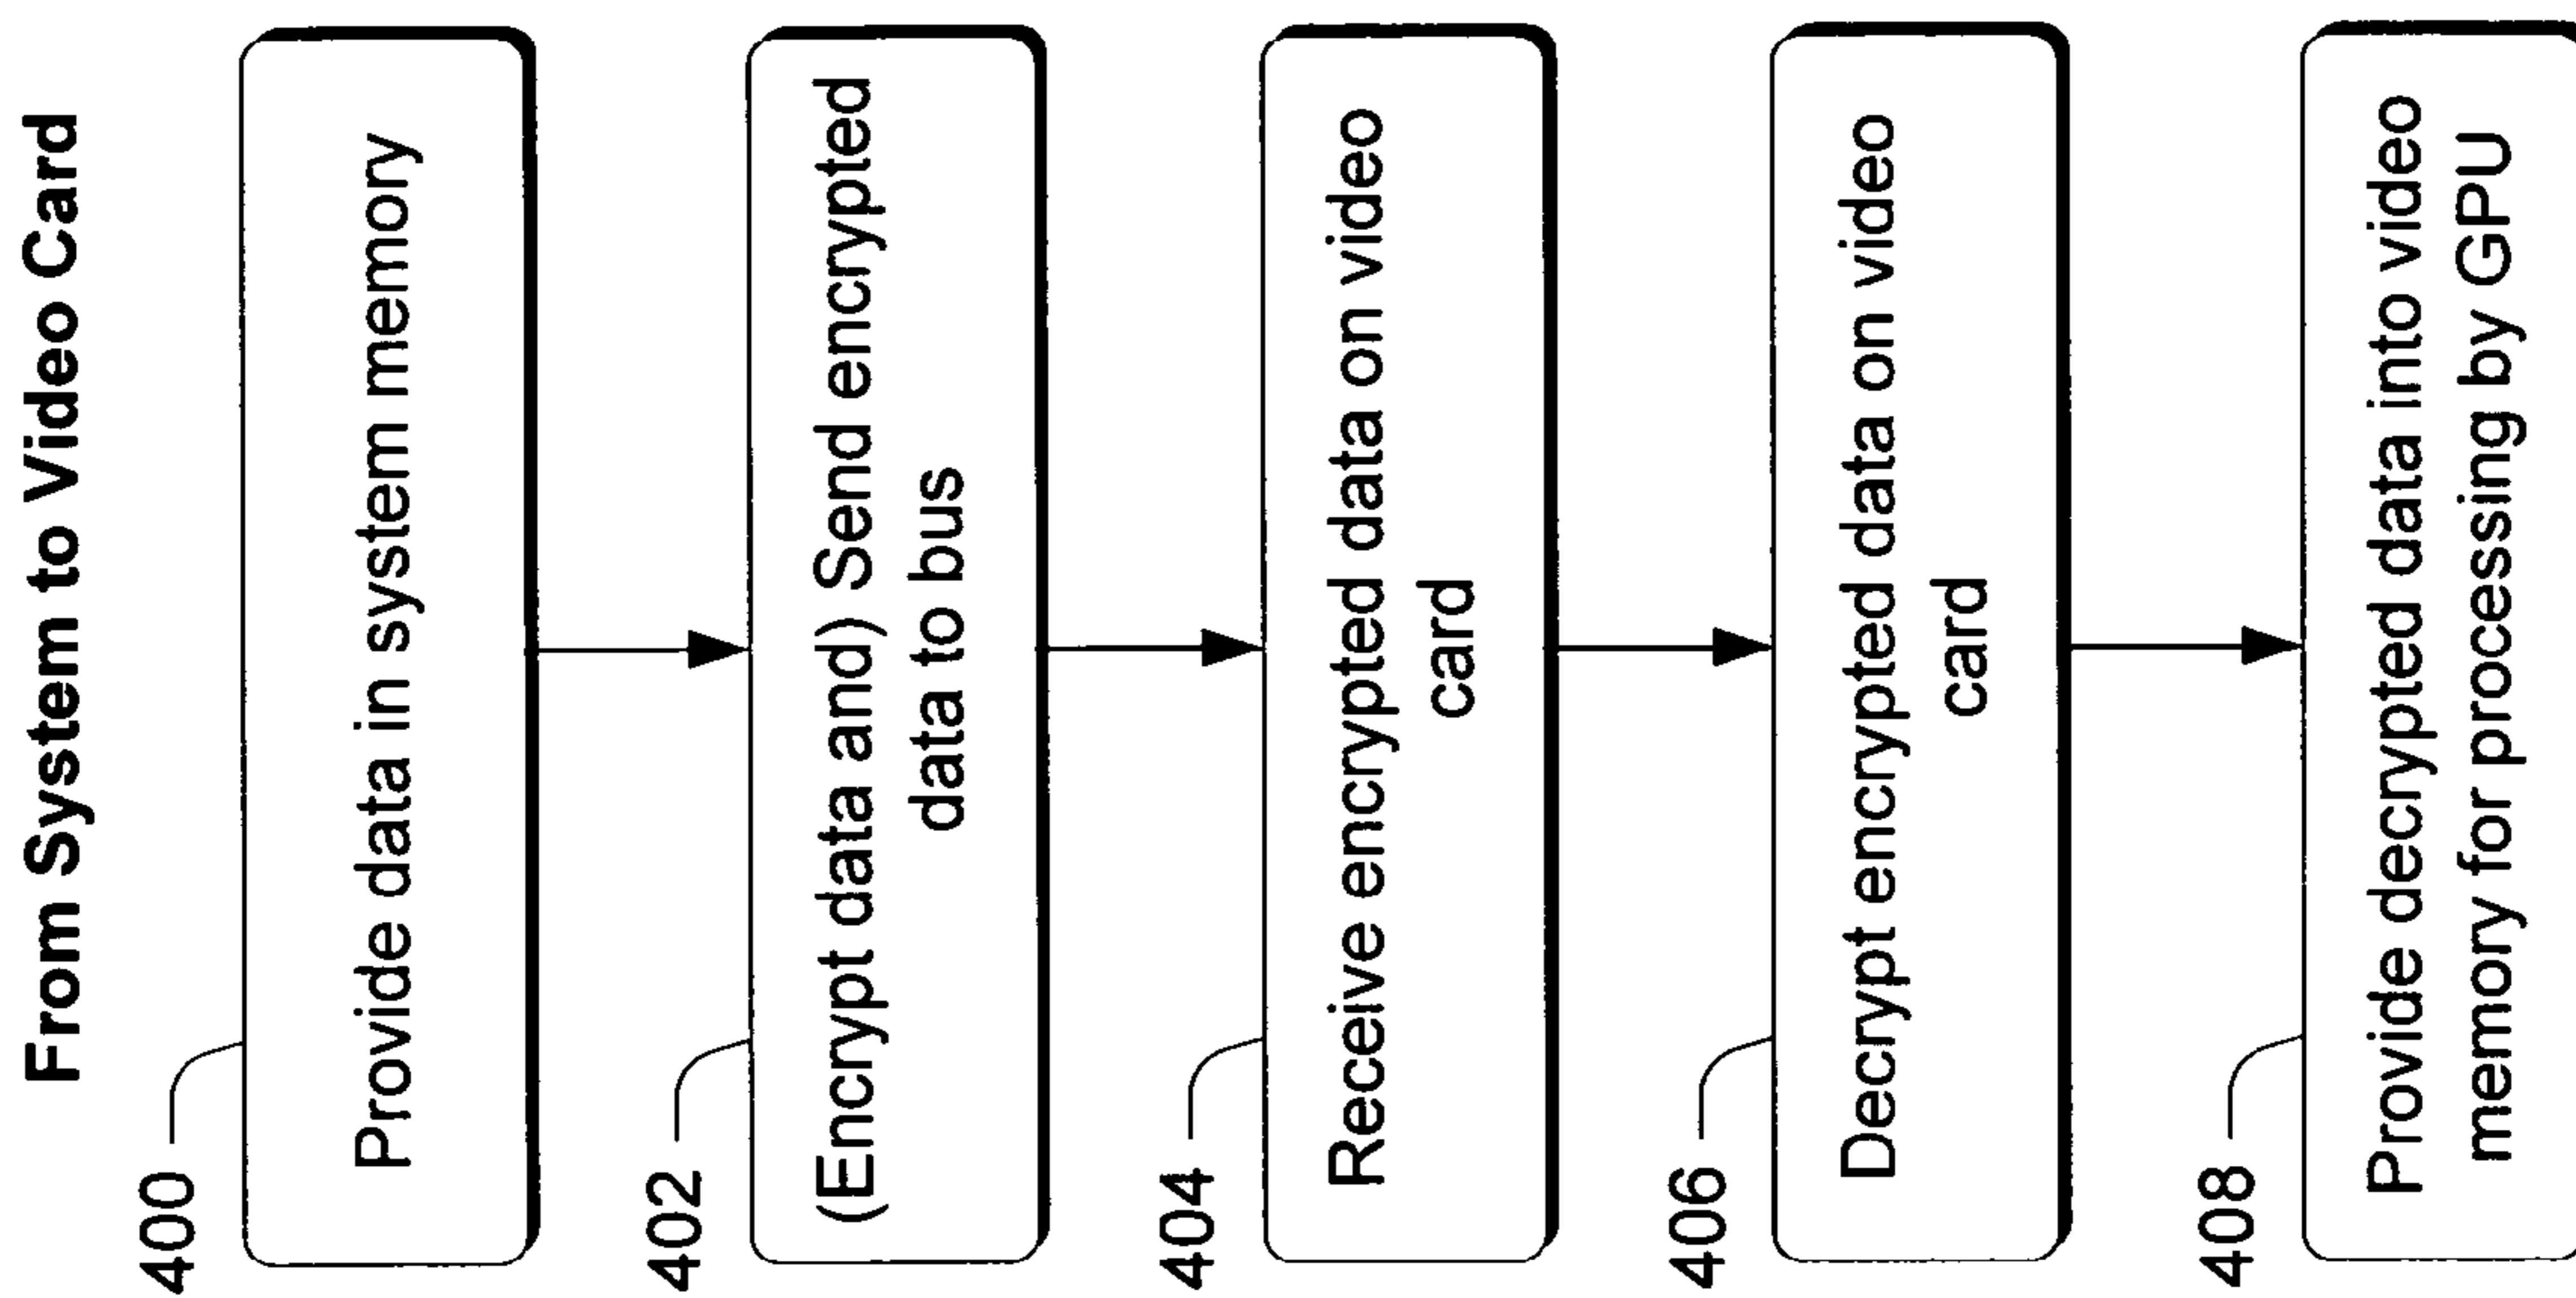 From System to Video Card
400
Provide data in system memory
402
(Encrypt data and) Send encrypted
data to bus
404
Receive encrypted data on video
card
406
Decrypt encrypted data on video
card
408
Provide decrypted data into video
memory for processing by GPU